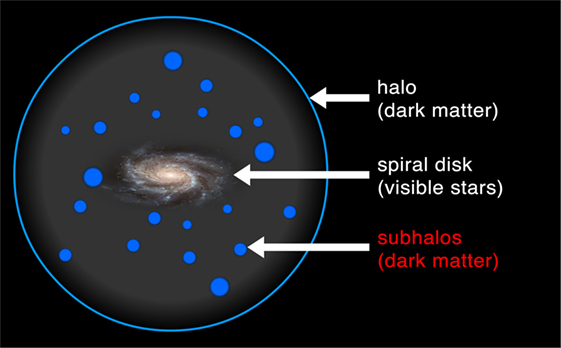 halo
(dark matter)
spiral disk
(visible stars)
subhalos
(dark matter)